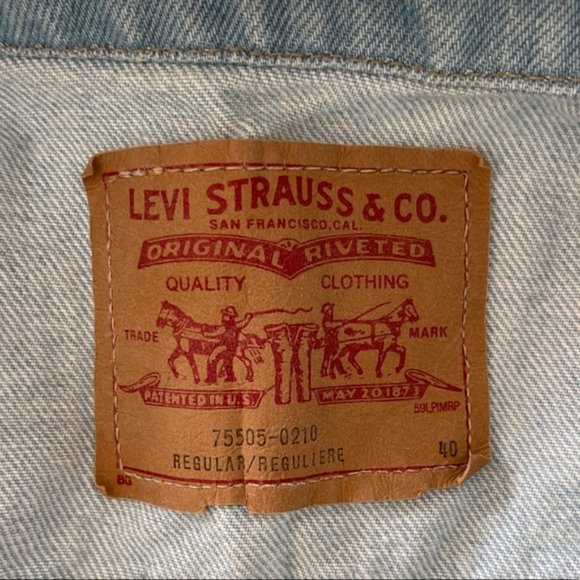 LEVI STRAUSS & CO.
SAN FRANCISCO, CAL.
ORIGINAL RIVETED
QUALITY CLOTHING
TRADE MARK
PATENTED IN U.S. MAY 20.1873
59LPIMRP
75505-0210
REGULAR/REGULIERE 40
BG